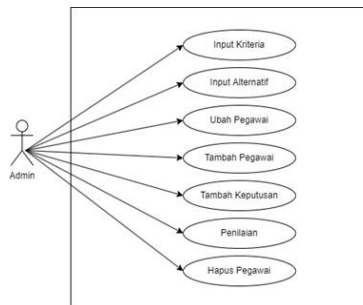 Input Kriteria
Input Alternatif
Ubah Pegawai
Tambah Pegawai
Admin
Tambah Keputusan
Penilaian
Hapus Pegawai